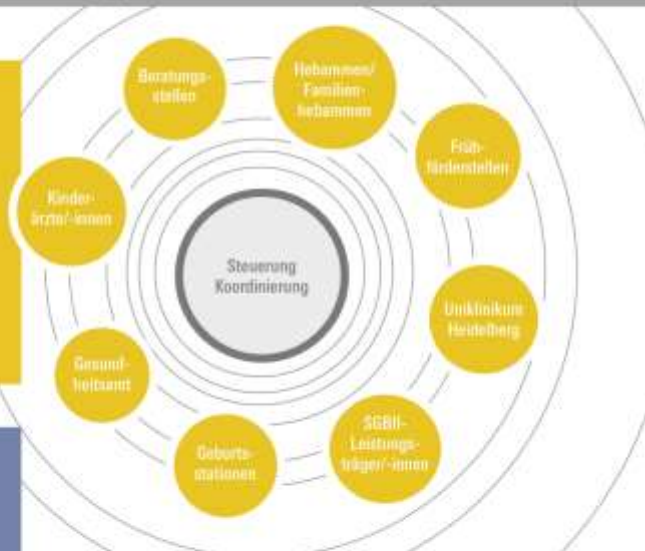 Beratungs-
stellen
Hebammen/
Familien-
hebammen
Früh-
förderstellen
Kinder-
ärzte/-innen
Steuerung
Koordinierung
Uniklinikum
Heidelberg
Gesund-
heitsamt
SGBII-
Leistungs-
träger/-innen
Geburts-
stationen